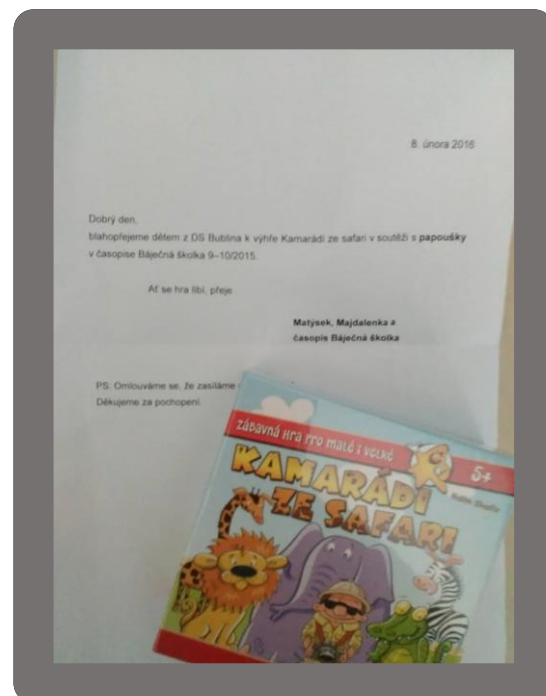 8. února 2016
Dobrý den,
blahopřejeme dětem z DS Bublina k výhře Kamarádi ze safari v soutěži s papoušky
v časopise Báječná školka 9–10/2015.
Ať se hra líbí, přeje
Matýsek, Majdalenka a
časopis Báječná školka
PS. Omlouváme se, že zasíláme
Děkujeme za pochopení.
ZÁBAVNÁ HRA PRO MALÉ I VELKÉ
5+
KAMARÁDI
ZE SAFARI